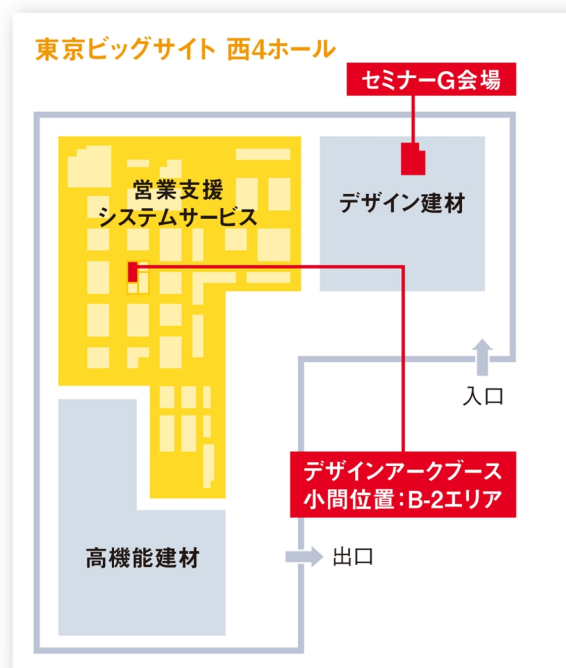 東京ビッグサイト 西4ホール
セミナーG会場
営業支援
システムサービス
デザイン建材
入口
デザインアークブース
小間位置：B-2エリア
高機能建材
出口